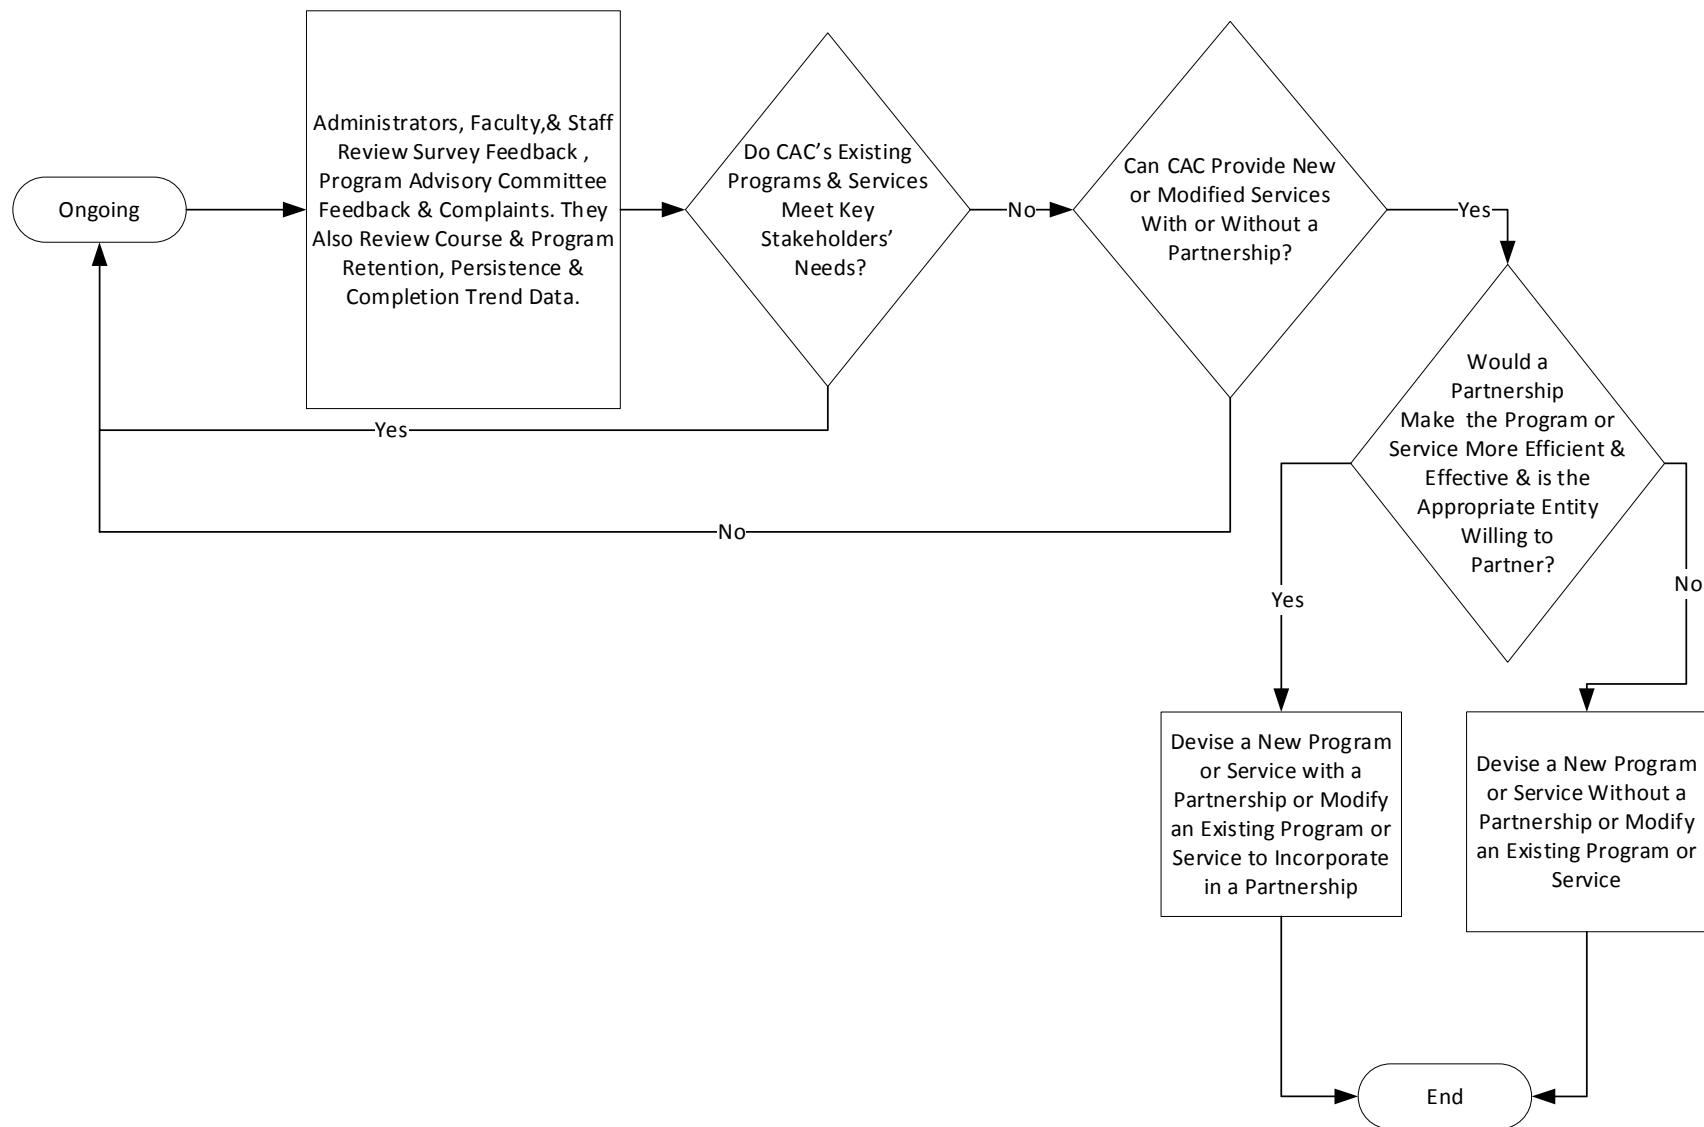 Ongoing
Administrators, Faculty,& Staff
Review Survey Feedback ,
Program Advisory Committee
Feedback & Complaints. They
Also Review Course & Program
Retention, Persistence &
Completion Trend Data.
Do CAC’s Existing
Programs & Services
Meet Key
Stakeholders’
Needs?
No
Can CAC Provide New
or Modified Services
With or Without a
Partnership?
Yes
Yes
No
Would a
Partnership
Make the Program or
Service More Efficient &
Effective & is the
Appropriate Entity
Willing to
Partner?
Yes
No
Devise a New Program
or Service with a
Partnership or Modify
an Existing Program or
Service to Incorporate
in a Partnership
Devise a New Program
or Service Without a
Partnership or Modify
an Existing Program or
Service
End